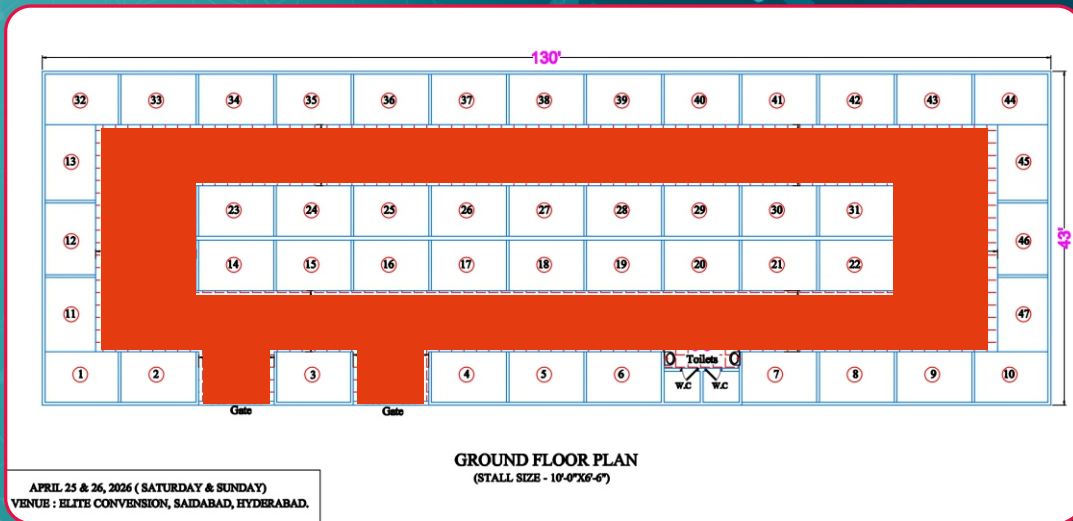 130'
32 33 34 35 36 37 38 39 40 41 42 43 44
13 45
23 24 25 26 27 28 29 30 31
12 46
43'
14 15 16 17 18 19 20 21 22
11 47
Toilets
1 2 3 4 5 6 7 8 9 10
W.C W.C
Gate Gate
GROUND FLOOR PLAN
(STALL SIZE - 10'-0"X6'-6")
APRIL 25 & 26, 2026 ( SATURDAY & SUNDAY)
VENUE : ELITE CONVENSION, SAIDABAD, HYDERABAD.